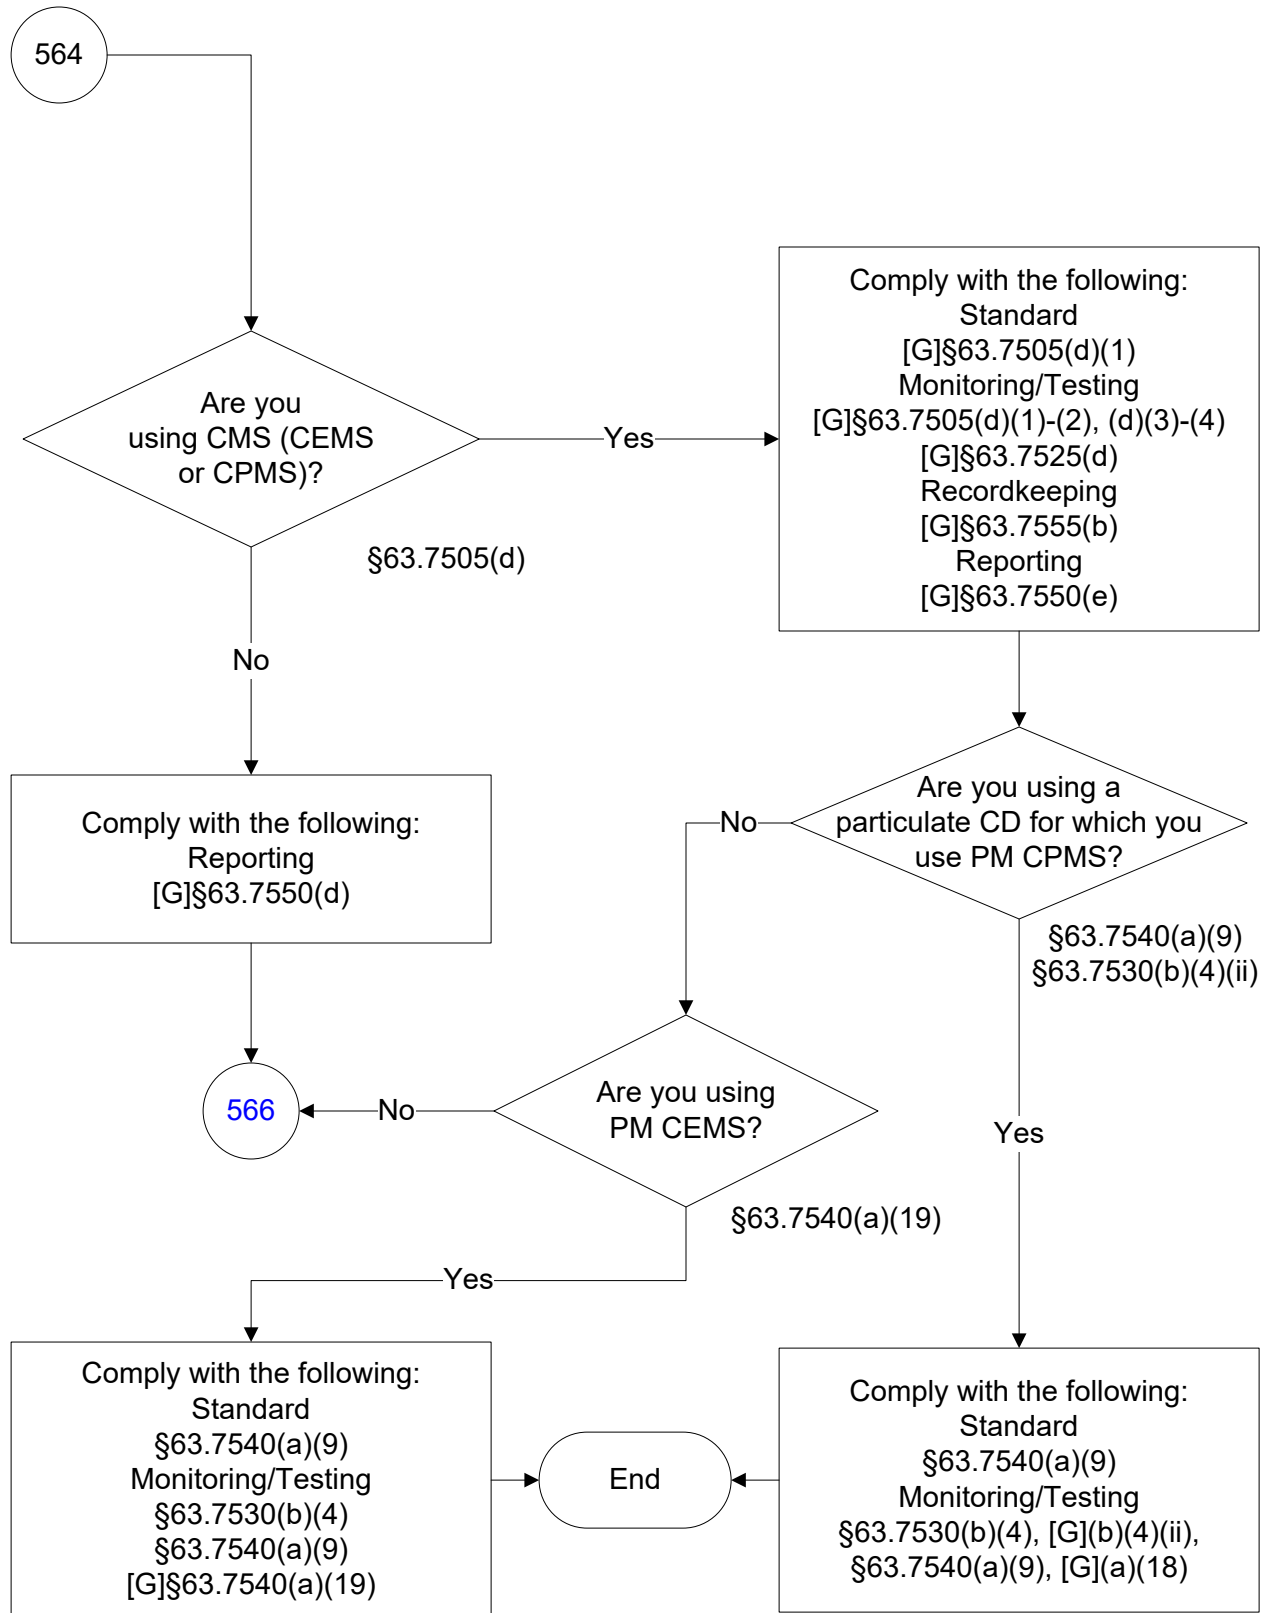 564
Are you
using CMS (CEMS
or CPMS)?
Yes
§63.7505(d)
No
Comply with the following:
Standard
[G]§63.7505(d)(1)
Monitoring/Testing
[G]§63.7505(d)(1)-(2), (d)(3)-(4)
[G]§63.7525(d)
Recordkeeping
[G]§63.7555(b)
Reporting
[G]§63.7550(e)
Comply with the following:
Reporting
[G]§63.7550(d)
Are you using a
particulate CD for which you
use PM CPMS?
No
§63.7540(a)(9)
§63.7530(b)(4)(ii)
Yes
566
No
Are you using
PM CEMS?
§63.7540(a)(19)
Yes
Comply with the following:
Standard
§63.7540(a)(9)
Monitoring/Testing
§63.7530(b)(4)
§63.7540(a)(9)
[G]§63.7540(a)(19)
End
Comply with the following:
Standard
§63.7540(a)(9)
Monitoring/Testing
§63.7530(b)(4), [G](b)(4)(ii),
§63.7540(a)(9), [G](a)(18)